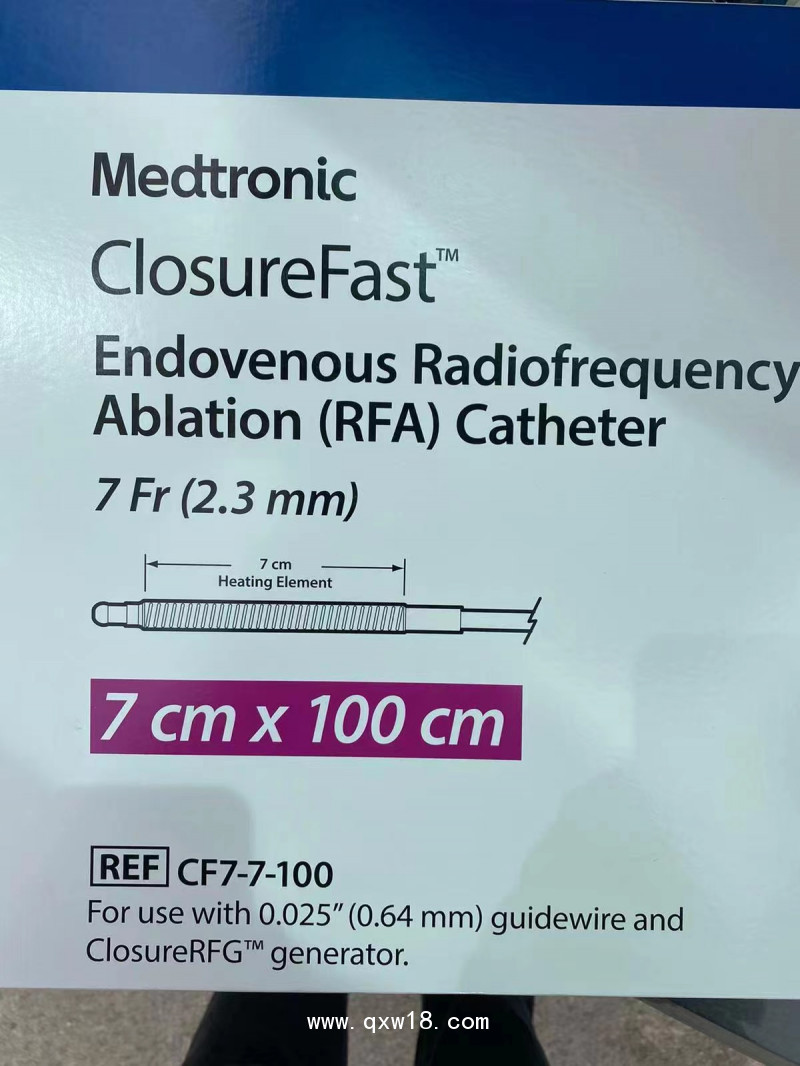 Medtronic
ClosureFast™
Endovenous Radiofrequency
Ablation (RFA) Catheter
7 Fr (2.3 mm)
7 cm
Heating Element
7 cm x 100 cm
REF CF7-7-100
For use with 0.025" (0.64 mm) guidewire and
ClosureRFG™ generator.
www.qxw18.com